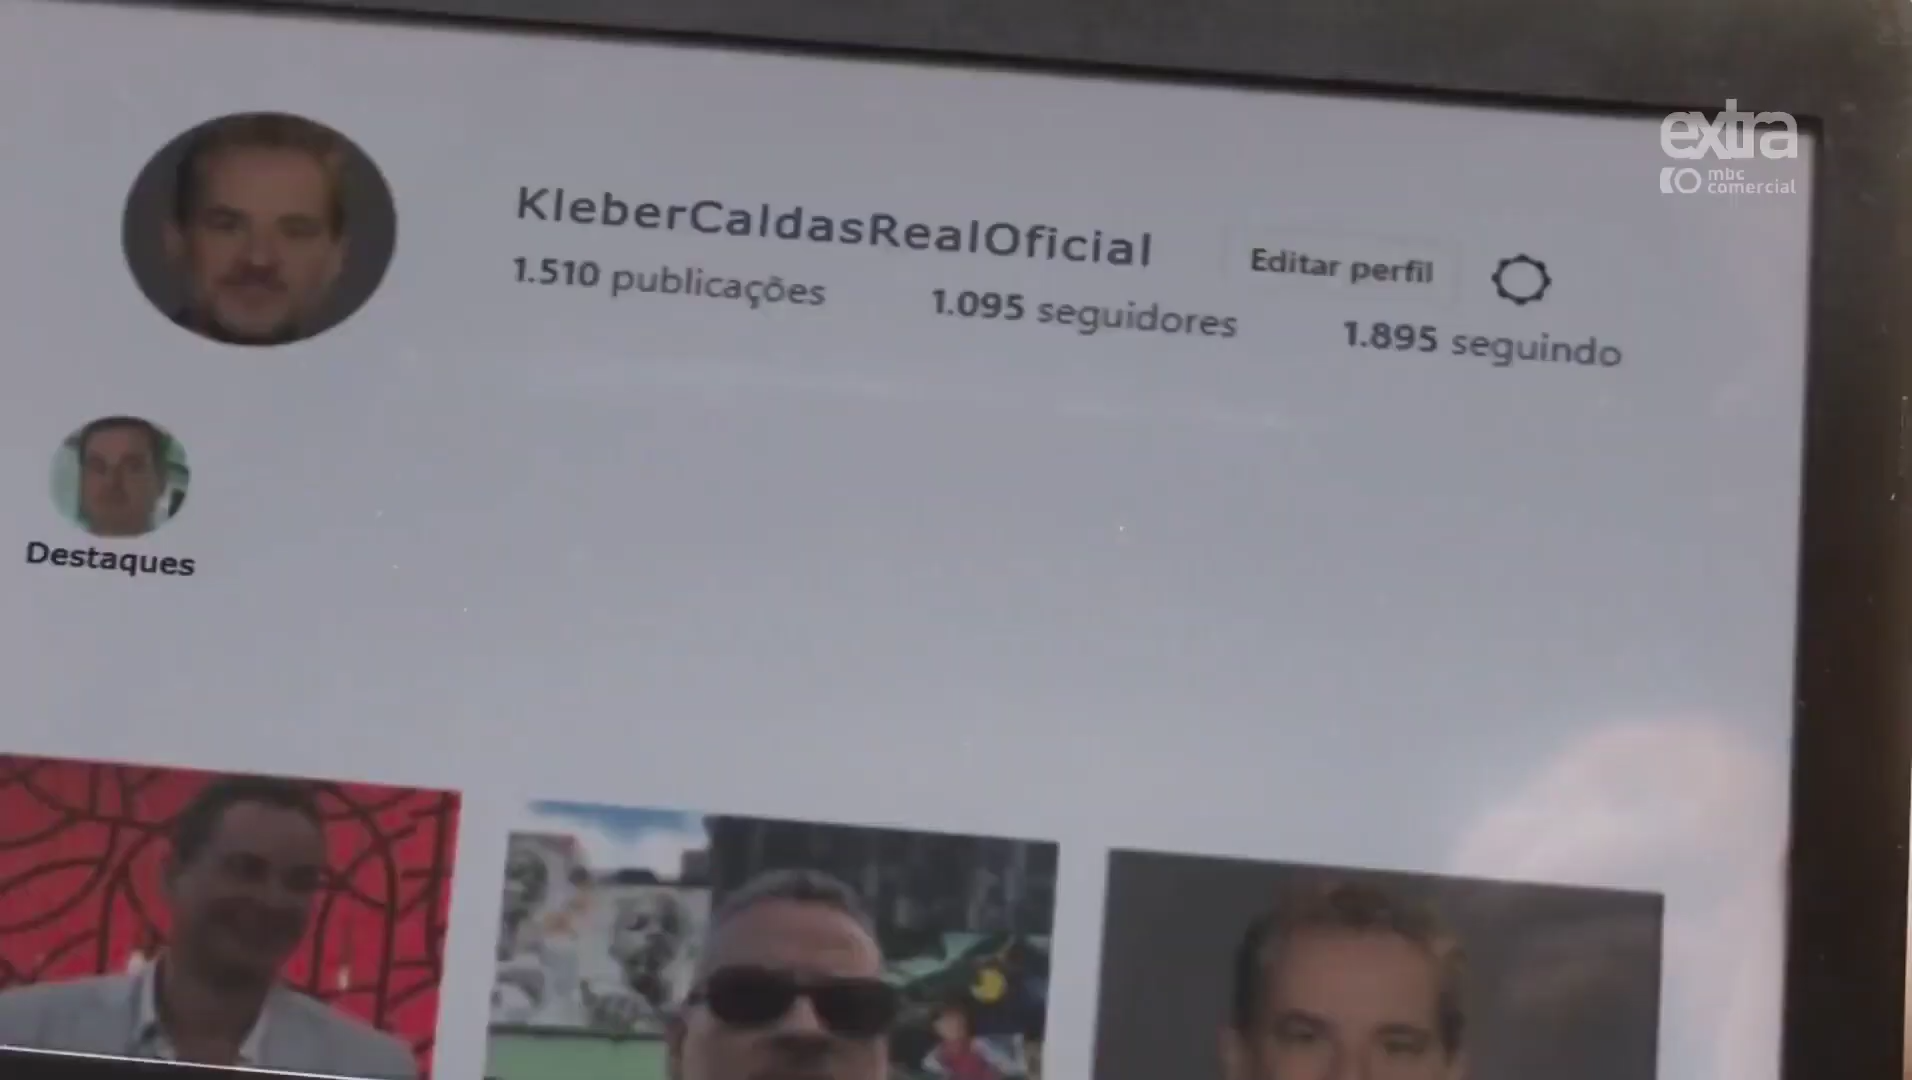 extra
mbc
comercial
KleberCaldasRealOficial
Editar perfil
1.510 publicações
1.095 seguidores
1.895 seguindo
Destaques